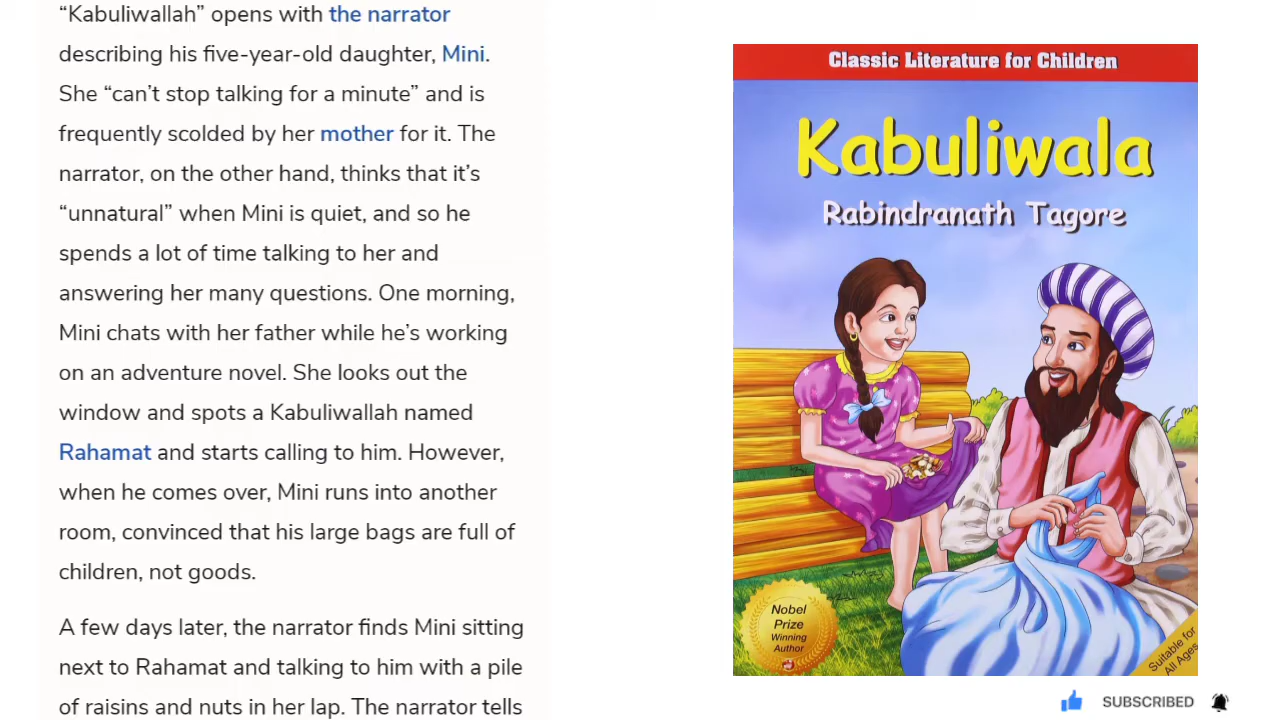 “Kabuliwallah” opens with the narrator
describing his five-year-old daughter, Mini.
She “can’t stop talking for a minute” and is
frequently scolded by her mother for it. The
narrator, on the other hand, thinks that it’s
“unnatural” when Mini is quiet, and so he
spends a lot of time talking to her and
answering her many questions. One morning,
Mini chats with her father while he’s working
on an adventure novel. She looks out the
window and spots a Kabuliwallah named
Rahamat and starts calling to him. However,
when he comes over, Mini runs into another
room, convinced that his large bags are full of
children, not goods.
A few days later, the narrator finds Mini sitting
next to Rahamat and talking to him with a pile
of raisins and nuts in her lap. The narrator tells
Classic Literature for Children
Kabuliwala
Rabindranath Tagore
Nobel
Prize
Winning
Author
Suitable for
All Ages
SUBSCRIBED